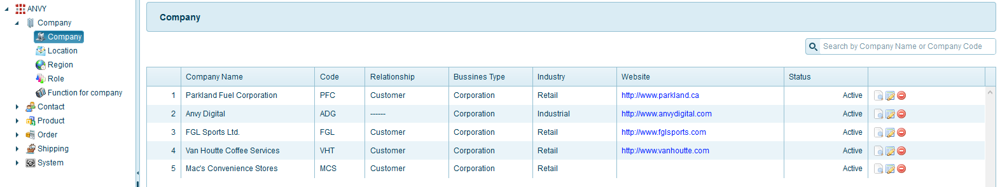 ANVY
Company
Company
Location
Region
Role
Function for company
Contact
Product
Order
Shipping
System
Company
Search by Company Name or Company Code
Company Name Code Relationship Bussines Type Industry Website Status
1 Parkland Fuel Corporation PFC Customer Corporation Retail http://www.parkland.ca Active
2 Anvy Digital ADG ------ Corporation Industrial http://www.anvydigital.com Active
3 FGL Sports Ltd. FGL Customer Corporation Retail http://www.fglsports.com Active
4 Van Houtte Coffee Services VHT Customer Corporation Retail http://www.vanhoutte.com Active
5 Mac's Convenience Stores MCS Customer Corporation Retail Active